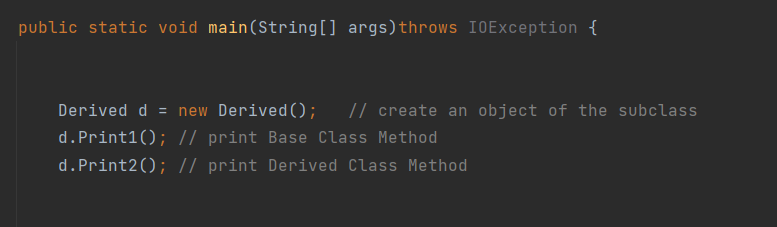 public static void main(String[] args)throws IOException {
Derived d = new Derived();   // create an object of the subclass
d.Print1(); // print Base Class Method
d.Print2(); // print Derived Class Method